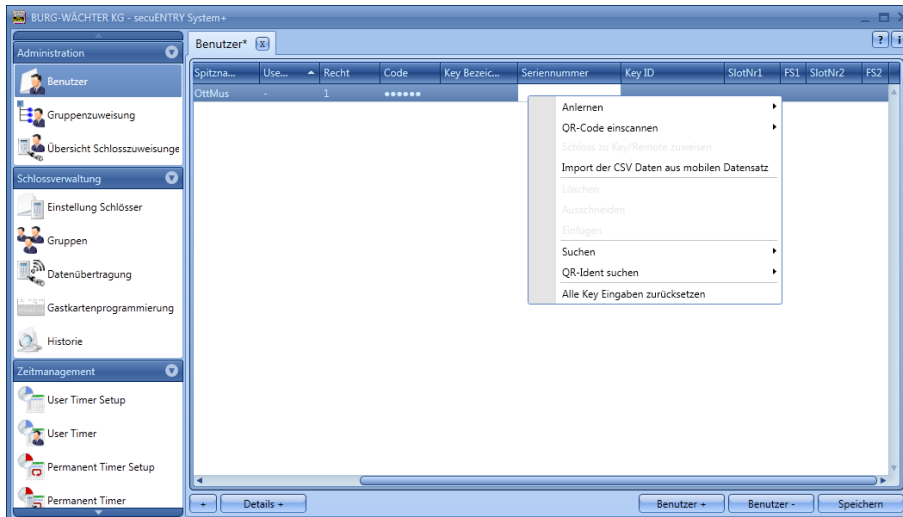 BURG-WÄCHTER KG - secuENTRY System+
Administration
Benutzer
Gruppenzuweisung
Übersicht Schlosszuweisunge
Schlossverwaltung
Einstellung Schlösser
Gruppen
Datenübertragung
Gastkartenprogrammierung
Historie
Zeitmanagement
User Timer Setup
User Timer
Permanent Timer Setup
Permanent Timer
Benutzer* x
? i
Spitzna... Use... Recht Code Key Bezeic... Seriennummer Key ID SlotNr1 FS1 SlotNr2 FS2
OttMus - 1 ••••••
Anlernen
QR-Code einscannen
Schloss zu Key/Remote zuweisen
Import der CSV Daten aus mobilen Datensatz
Löschen
Ausschneiden
Einfügen
Suchen
QR-Ident suchen
Alle Key Eingaben zurücksetzen
+ Details + Benutzer + Benutzer - Speichern